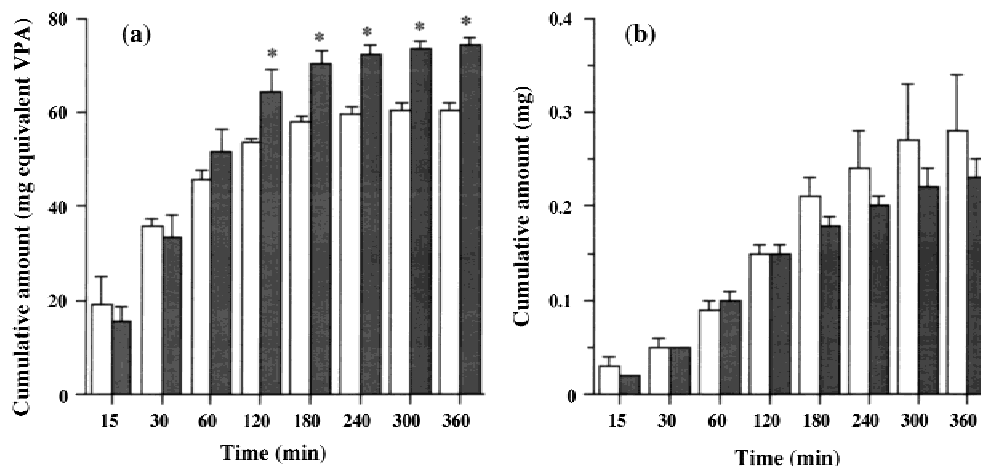 (a)
Cumulative amount (mg equivalent VPA)
80
60
40
20
0
* * * * *
15 30 60 120 180 240 300 360
Time (min)
(b)
Cumulative amount (mg)
0.4
0.3
0.2
0.1
0
15 30 60 120 180 240 300 360
Time (min)